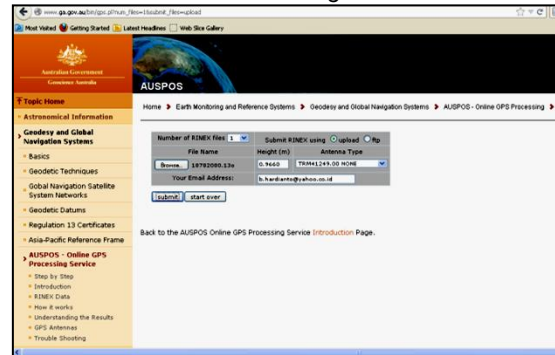 www.ga.gov.au/bin/gps.pl?num_files=1&submit_files=upload
Most Visited Getting Started Latest Headlines Web Slice Gallery
Australian Government
Geoscience Australia
AUSPOS
Topic Home
Astronomical Information
Geodesy and Global Navigation Systems
Basics
Geodetic Techniques
Gobal Navigation Satellite
System Networks
Geodetic Datums
Regulation 13 Certificates
Asia-Pacific Reference Frame
AUSPOS - Online GPS
Processing Service
Step by Step
Introduction
RINEX Data
How it works
Understanding the Results
GPS Antennas
Trouble Shooting
Home Earth Monitoring and Reference Systems Geodesy and Global Navigation Systems AUSPOS - Online GPS Processing
Number of RINEX files 1 Submit RINEX using upload ftp
File Name Height (m) Antenna Type
Browse_ 18782080.13o 0.9660 TRM41249.00 NONE
Your Email Address: b.hardianto@yahoo.co.id
submit start over
Back to the AUSPOS Online GPS Processing Service Introduction Page.